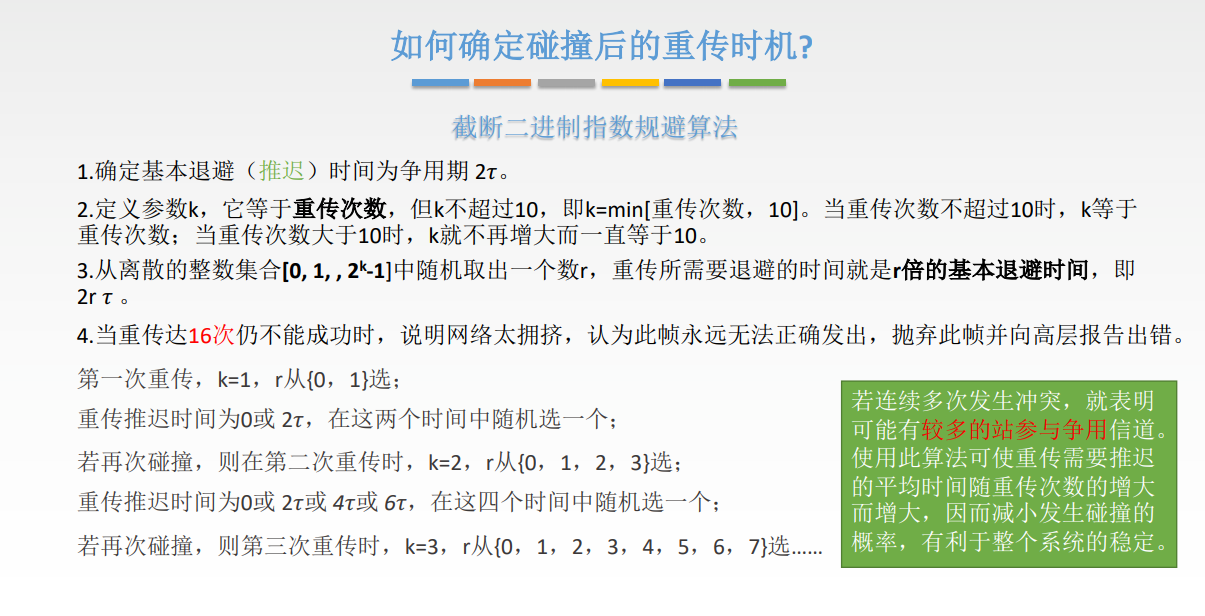 如何确定碰撞后的重传时机?
截断二进制指数规避算法
1.确定基本退避（推迟）时间为争用期 2τ。
2.定义参数k，它等于重传次数，但k不超过10，即k=min[重传次数，10]。当重传次数不超过10时，k等于
重传次数；当重传次数大于10时，k就不再增大而一直等于10。
3.从离散的整数集合[0, 1, , 2ᵏ-1]中随机取出一个数r，重传所需要退避的时间就是r倍的基本退避时间，即
2r τ 。
4.当重传达16次仍不能成功时，说明网络太拥挤，认为此帧永远无法正确发出，抛弃此帧并向高层报告出错。
第一次重传，k=1，r从{0，1}选；
重传推迟时间为0或 2τ，在这两个时间中随机选一个；
若再次碰撞，则在第二次重传时，k=2，r从{0，1，2，3}选；
重传推迟时间为0或 2τ或 4τ或 6τ，在这四个时间中随机选一个；
若再次碰撞，则第三次重传时，k=3，r从{0，1，2，3，4，5，6，7}选……
若连续多次发生冲突，就表明
可能有较多的站参与争用信道。
使用此算法可使重传需要推迟
的平均时间随重传次数的增大
而增大，因而减小发生碰撞的
概率，有利于整个系统的稳定。